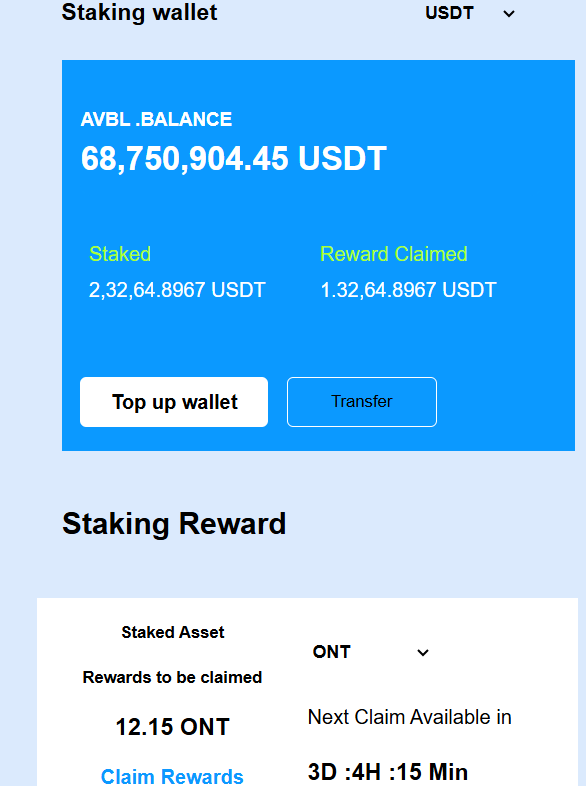 Staking wallet
USDT
AVBL .BALANCE
68,750,904.45 USDT
Staked
Reward Claimed
2,32,64.8967 USDT
1.32,64.8967 USDT
Top up wallet
Transfer
Staking Reward
Staked Asset
ONT
Rewards to be claimed
12.15 ONT
Next Claim Available in
Claim Rewards
3D :4H :15 Min